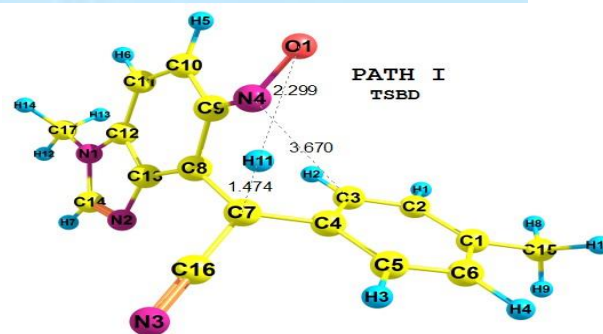 H5
O1
H6
C10
PATH I
C11
2.299
TSBD
H14
H13
C9
N4
C17
C12
3.670
H12
N1
H11
C13
C8
H2
H1
C14
1.474
C3
C2
H7
N2
C7
C4
H8
C1
C15
H1
C16
C5
C6
H9
H3
H4
N3